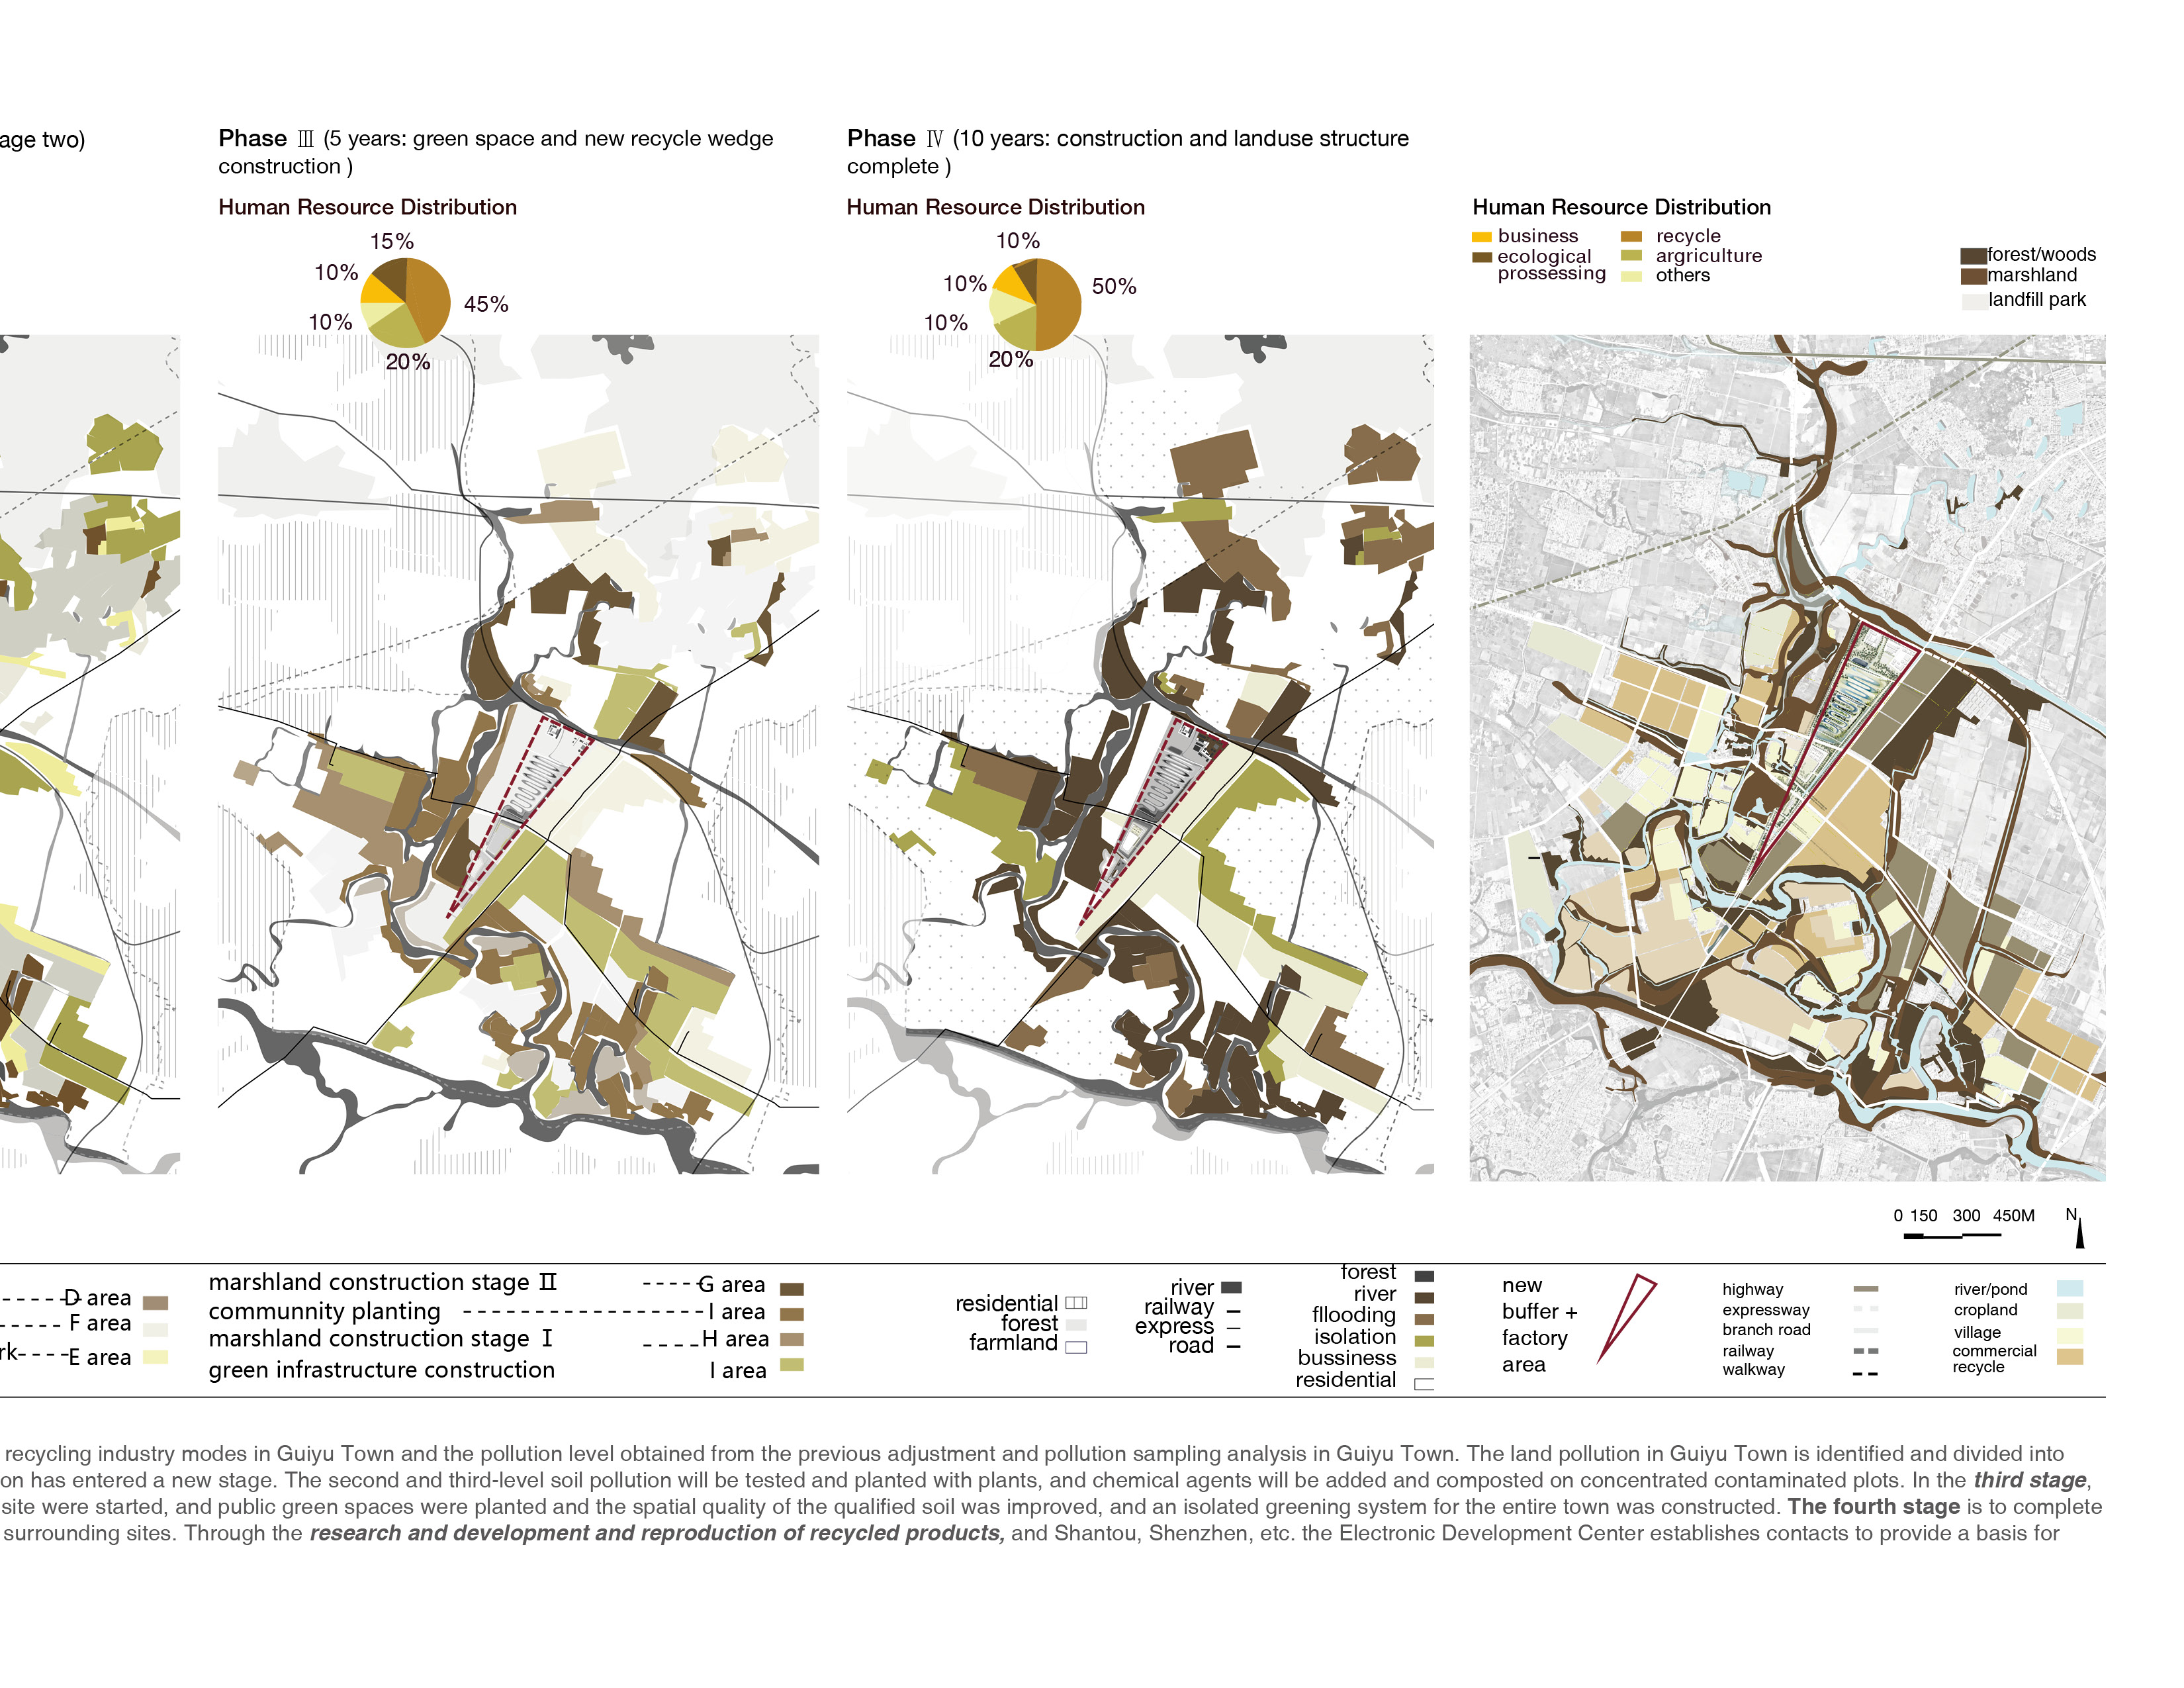 age two)
Phase Ⅲ (5 years: green space and new recycle wedge
construction )
Human Resource Distribution
15%
10%
45%
10%
20%
Phase Ⅳ (10 years: construction and landuse structure
complete )
Human Resource Distribution
10%
10%
50%
10%
20%
Human Resource Distribution
business
recycle
ecological
prossessing
argriculture
others
forest/woods
marshland
landfill park
0 150 300 450M
N
D area
F area
rk----E area
marshland construction stage Ⅱ
G area
communnity planting
I area
marshland construction stage Ⅰ
H area
green infrastructure construction
I area
residential
forest
farmland
river
railway
express
road
forest
river
fllooding
isolation
bussiness
residential
new
buffer +
factory
area
highway
expressway
branch road
railway
walkway
river/pond
cropland
village
commercial
recycle
recycling industry modes in Guiyu Town and the pollution level obtained from the previous adjustment and pollution sampling analysis in Guiyu Town. The land pollution in Guiyu Town is identified and divided into
on has entered a new stage. The second and third-level soil pollution will be tested and planted with plants, and chemical agents will be added and composted on concentrated contaminated plots. In the third stage,
site were started, and public green spaces were planted and the spatial quality of the qualified soil was improved, and an isolated greening system for the entire town was constructed. The fourth stage is to complete
surrounding sites. Through the research and development and reproduction of recycled products, and Shantou, Shenzhen, etc. the Electronic Development Center establishes contacts to provide a basis for